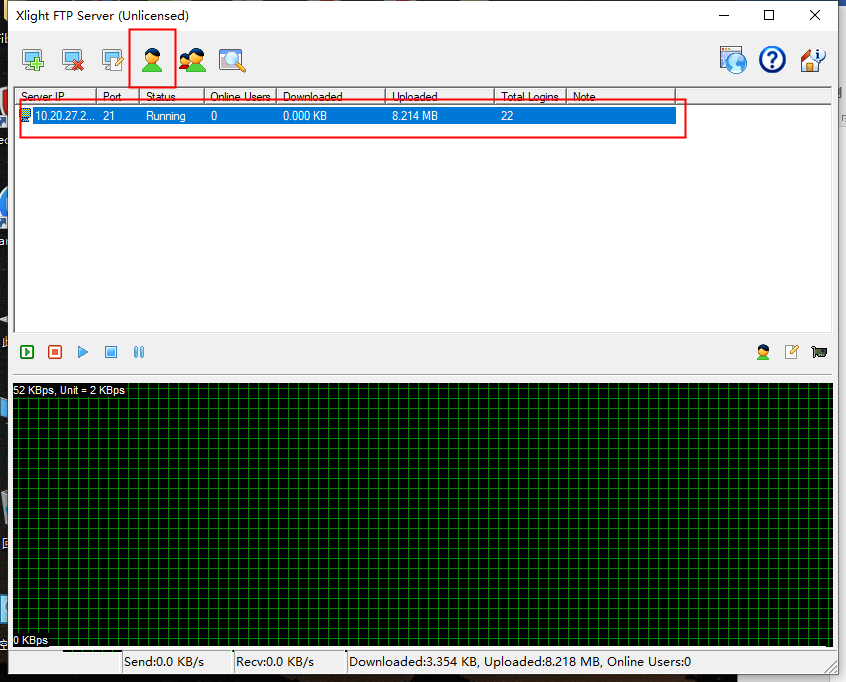 Xlight FTP Server (Unlicensed)
Server IP Port Status Online Users Downloaded Uploaded Total Logins Note
10.20.27.2... 21 Running 0 0.000 KB 8.214 MB 22
52 KBps, Unit = 2 KBps
0 KBps
Send:0.0 KB/s Recv:0.0 KB/s Downloaded:3.354 KB, Uploaded:8.218 MB, Online Users:0